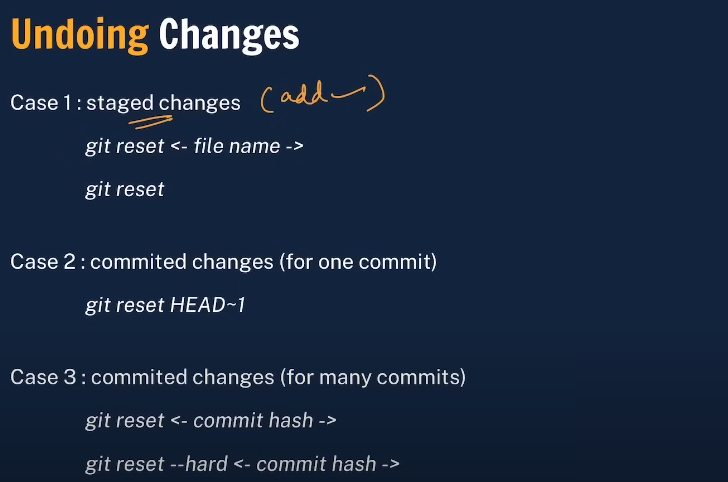 Undoing Changes
Case 1 : staged changes (add)
git reset <- file name ->
git reset
Case 2 : commited changes (for one commit)
git reset HEAD~1
Case 3 : commited changes (for many commits)
git reset <- commit hash ->
git reset --hard <- commit hash ->